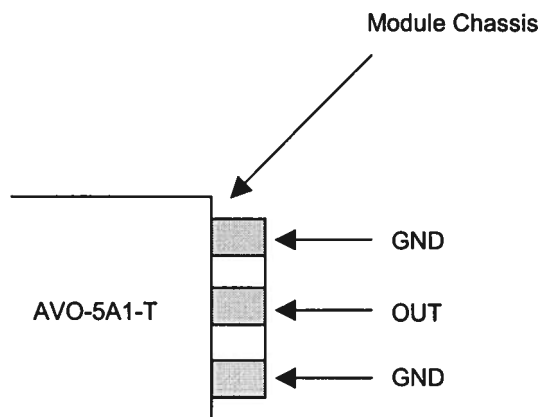 Module Chassis
GND
AVO-5A1-T
OUT
GND